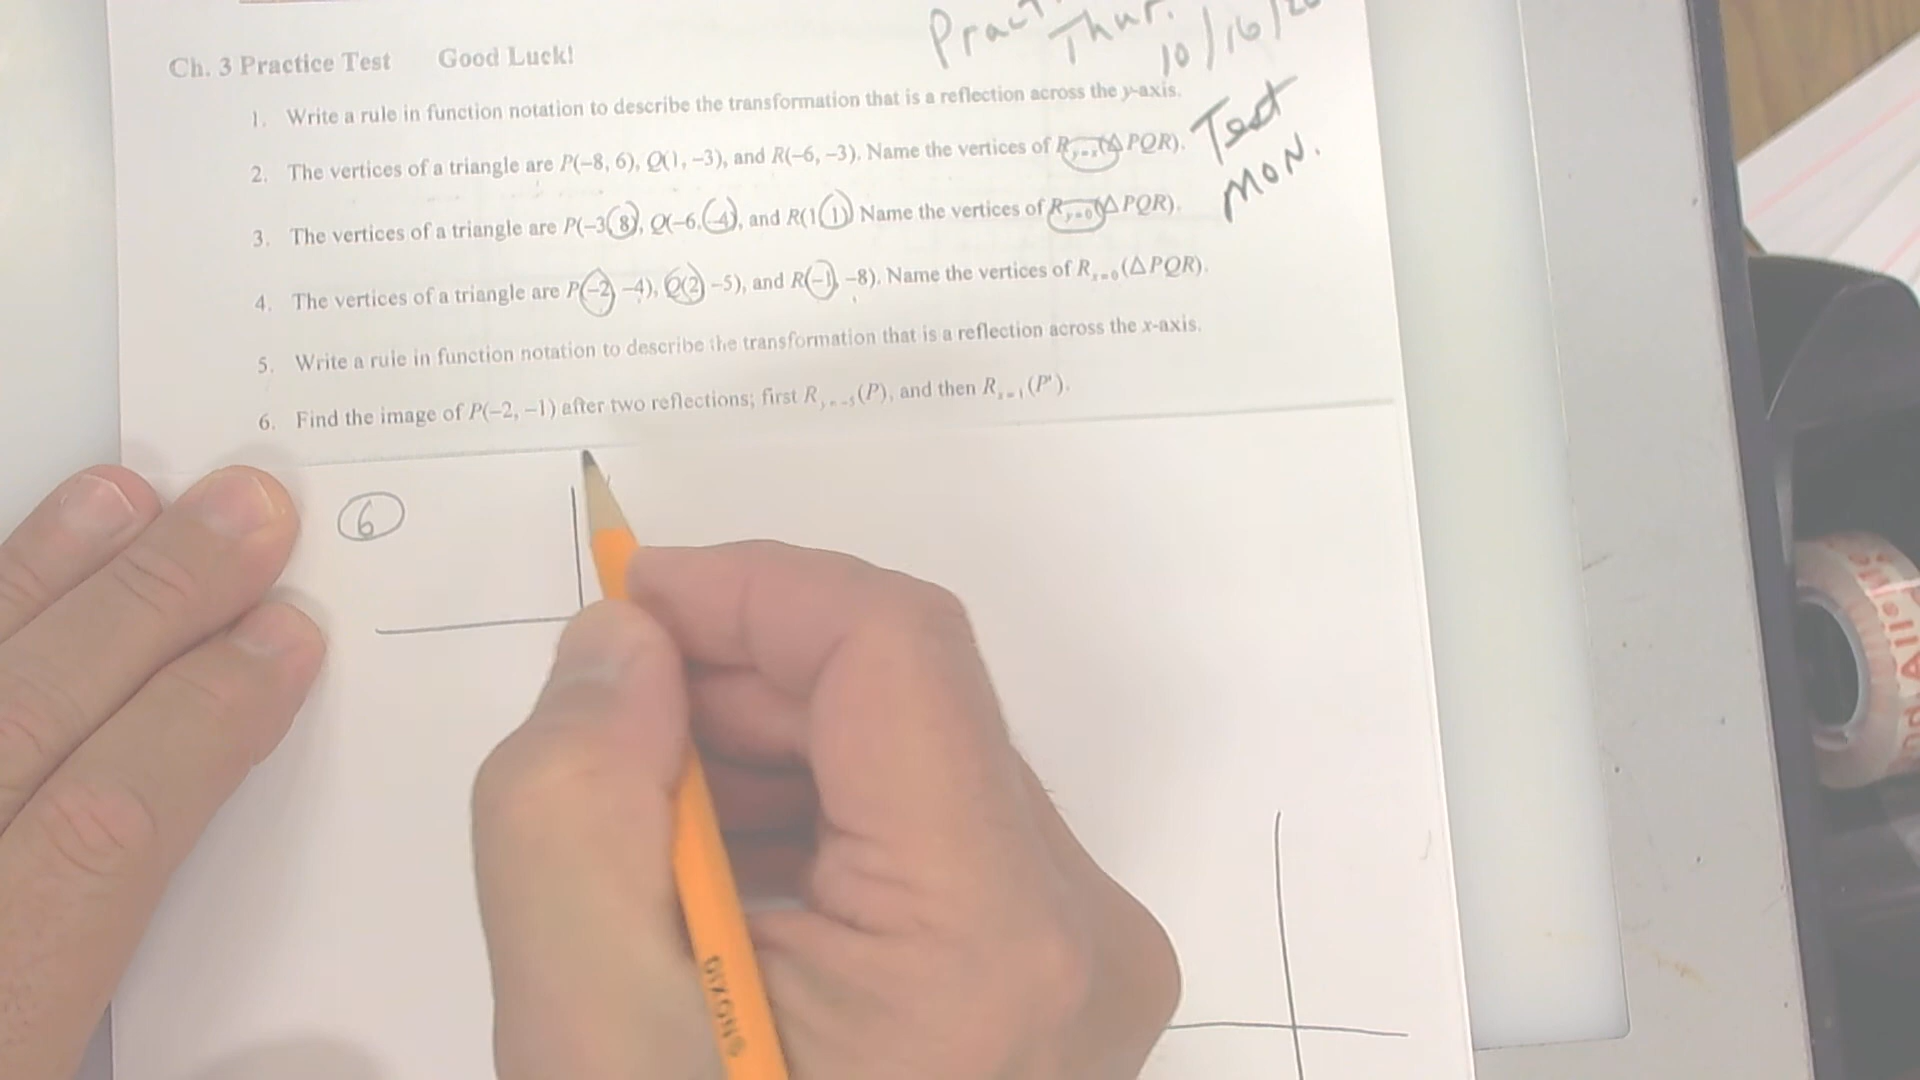 Thur.
10/16/
Ch. 3 Practice Test Good Luck!
Test
MON.
1. Write a rule in function notation to describe the transformation that is a reflection across the y-axis.
2. The vertices of a triangle are P(−8, 6), Q(1, −3), and R(−6, −3). Name the vertices of R (△PQR).
3. The vertices of a triangle are P(−3, 8), Q(−6, −4), and R(1, 1). Name the vertices of R y=0 (△PQR).
4. The vertices of a triangle are P(−2, −4), Q(2, −5), and R(−1, −8). Name the vertices of R x=0 (△PQR).
5. Write a rule in function notation to describe the transformation that is a reflection across the x-axis.
6. Find the image of P(−2, −1) after two reflections; first R y=−5 (P), and then R x=1 (P').
6
DIXON